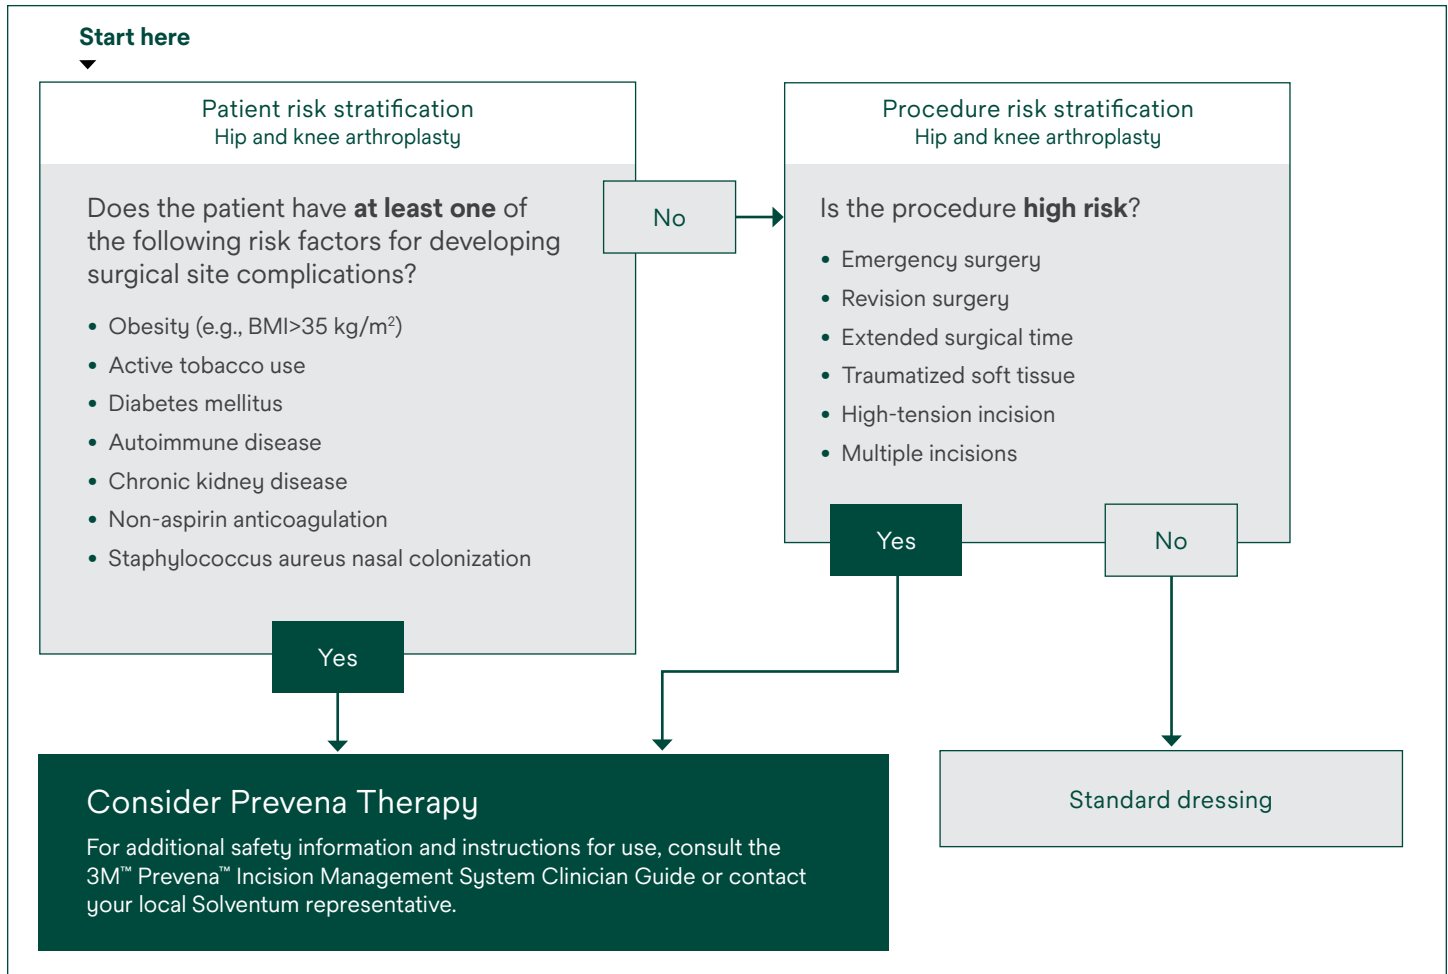 Start here
Patient risk stratification
Hip and knee arthroplasty
Does the patient have at least one of
the following risk factors for developing
surgical site complications?
• Obesity (e.g., BMI>35 kg/m²)
• Active tobacco use
• Diabetes mellitus
• Autoimmune disease
• Chronic kidney disease
• Non-aspirin anticoagulation
• Staphylococcus aureus nasal colonization
Yes
No
Procedure risk stratification
Hip and knee arthroplasty
Is the procedure high risk?
• Emergency surgery
• Revision surgery
• Extended surgical time
• Traumatized soft tissue
• High-tension incision
• Multiple incisions
Yes
No
Consider Prevena Therapy
For additional safety information and instructions for use, consult the
3M™ Prevena™ Incision Management System Clinician Guide or contact
your local Solventum representative.
Standard dressing